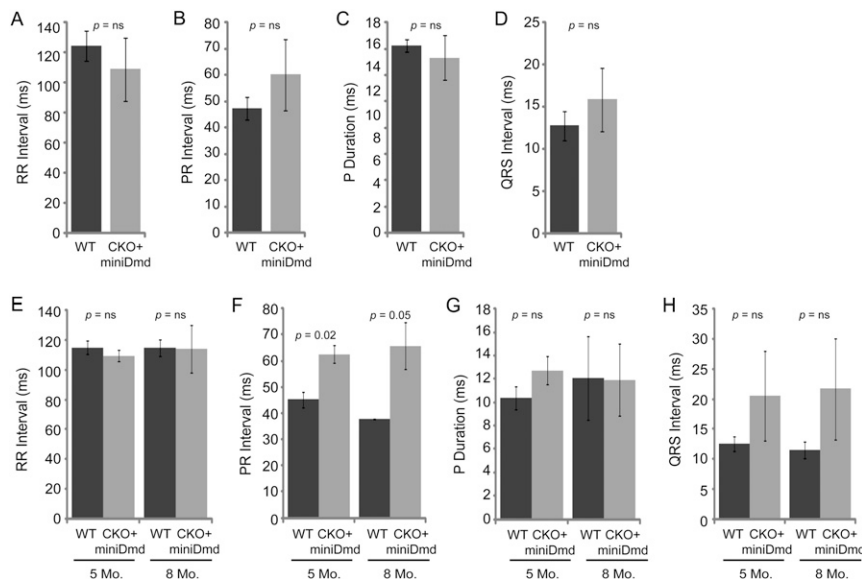 A
p = ns
RR Interval (ms)
140
120
100
80
60
40
20
0
WT CKO+
miniDmd
B
p = ns
PR Interval (ms)
80
70
60
50
40
30
20
10
0
WT CKO+
miniDmd
C
p = ns
P Duration (ms)
18
16
14
12
10
8
6
4
2
0
WT CKO+
miniDmd
D
p = ns
QRS Interval (ms)
25
20
15
10
5
0
WT CKO+
miniDmd
E
p = ns p = ns
RR Interval (ms)
140
120
100
80
60
40
20
0
WT CKO+ WT CKO+
miniDmd miniDmd
5 Mo. 8 Mo.
F
p = 0.02 p = 0.05
PR Interval (ms)
80
70
60
50
40
30
20
10
0
WT CKO+ WT CKO+
miniDmd miniDmd
5 Mo. 8 Mo.
G
p = ns p = ns
P Duration (ms)
18
16
14
12
10
8
6
4
2
0
WT CKO+ WT CKO+
miniDmd miniDmd
5 Mo. 8 Mo.
H
p = ns p = ns
QRS Interval (ms)
35
30
25
20
15
10
5
0
WT CKO+ WT CKO+
miniDmd miniDmd
5 Mo. 8 Mo.